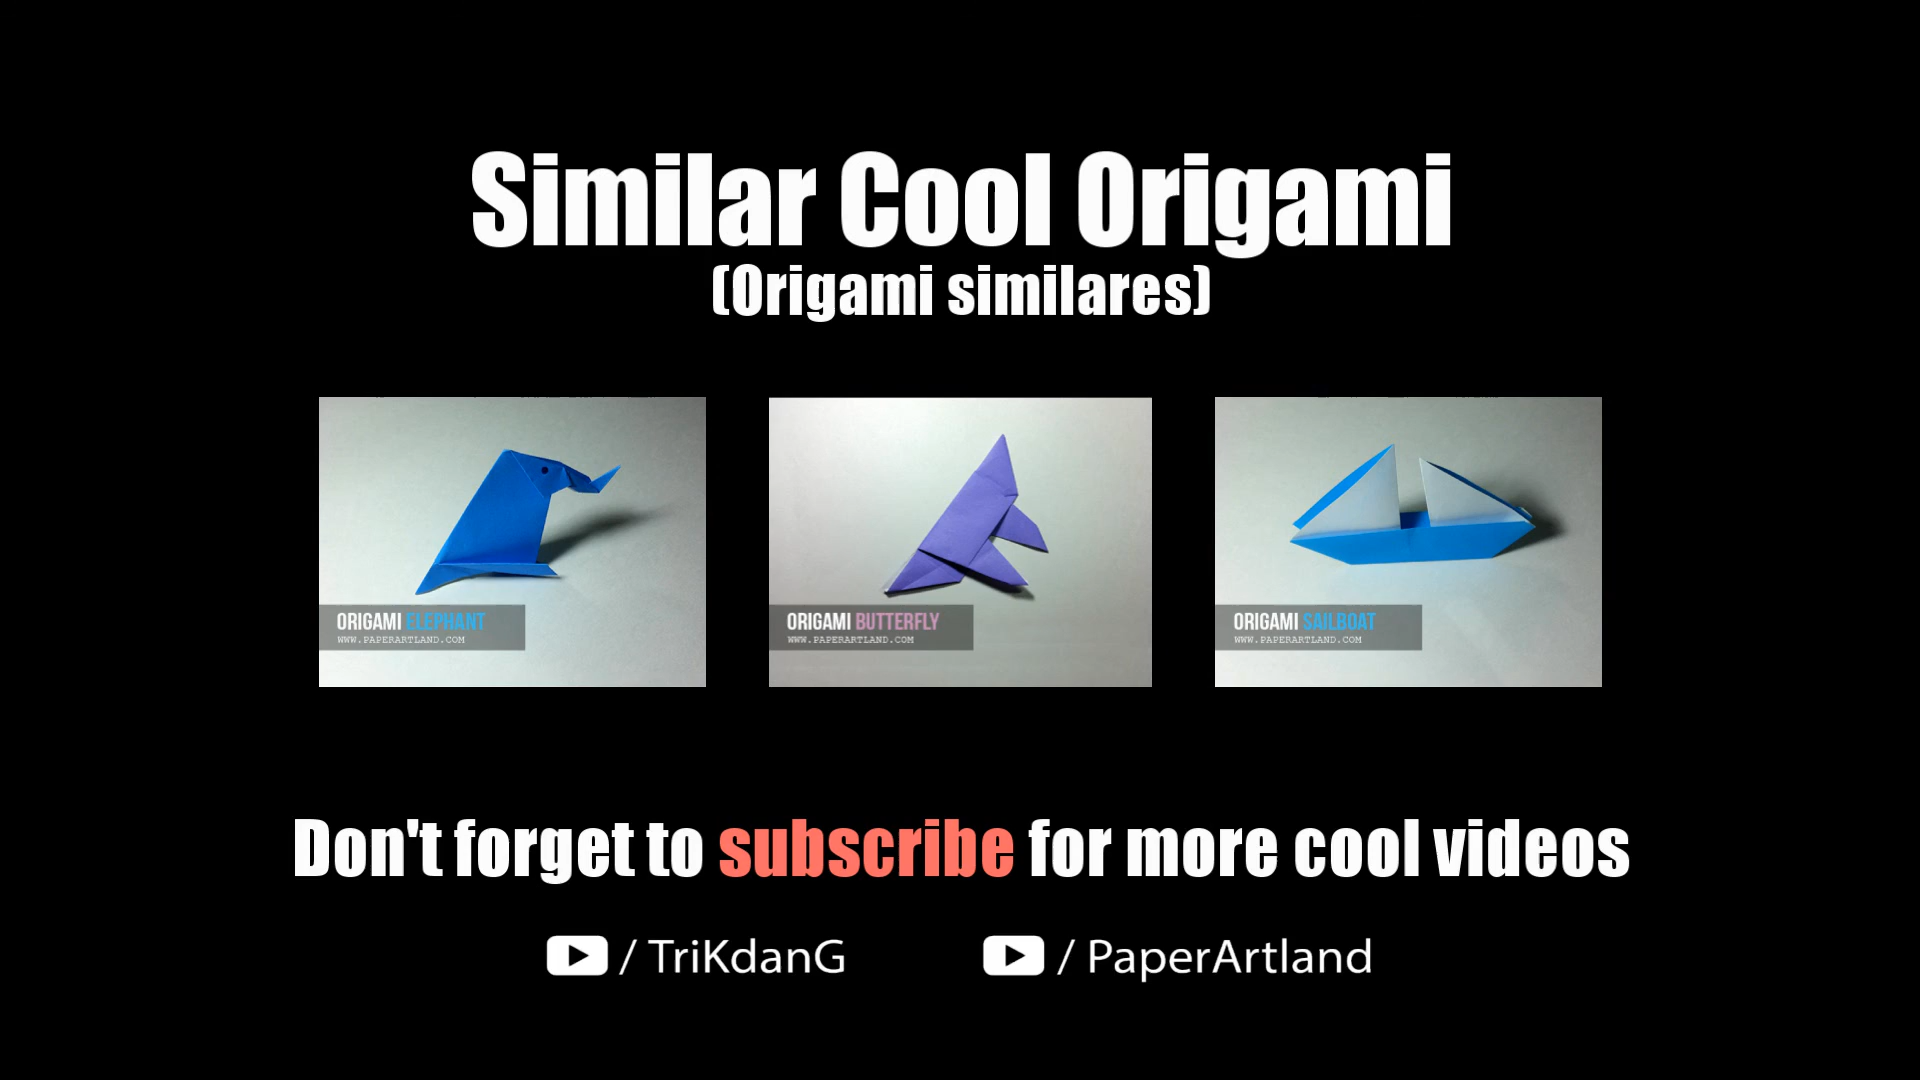 Similar Cool Origami
(Origami similares)
ORIGAMI ELEPHANT
WWW.PAPERARTLAND.COM
ORIGAMI BUTTERFLY
WWW.PAPERARTLAND.COM
ORIGAMI SAILBOAT
WWW.PAPERARTLAND.COM
Don't forget to subscribe for more cool videos
/ TriKdanG
/ PaperArtland